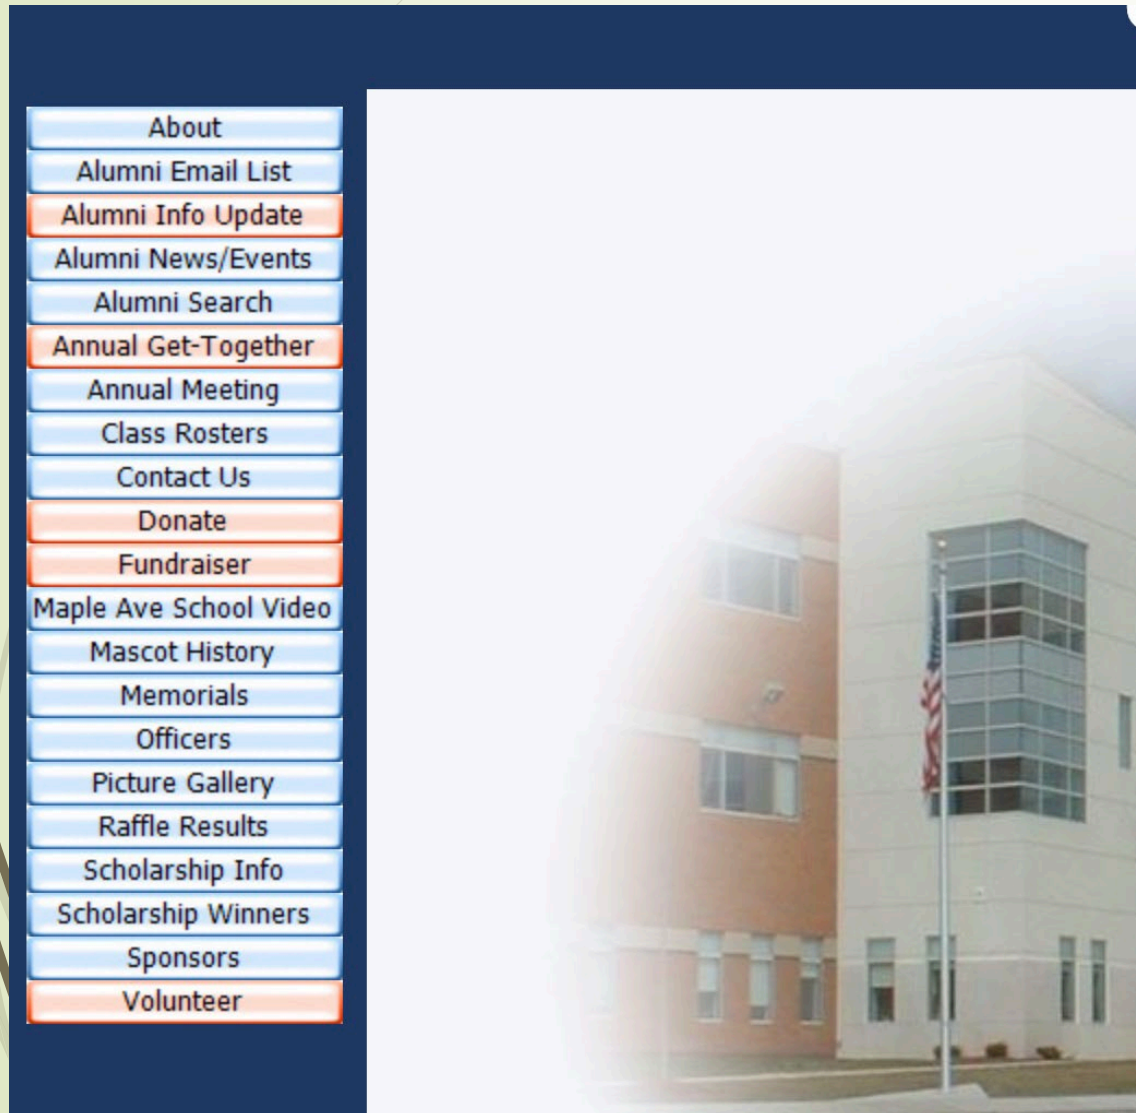 About
Alumni Email List
Alumni Info Update
Alumni News/Events
Alumni Search
Annual Get-Together
Annual Meeting
Class Rosters
Contact Us
Donate
Fundraiser
Maple Ave School Video
Mascot History
Memorials
Officers
Picture Gallery
Raffle Results
Scholarship Info
Scholarship Winners
Sponsors
Volunteer